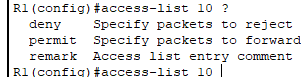 R1(config)#access-list 10 ?
deny Specify packets to reject
permit Specify packets to forward
remark Access list entry comment
R1(config)#access-list 10